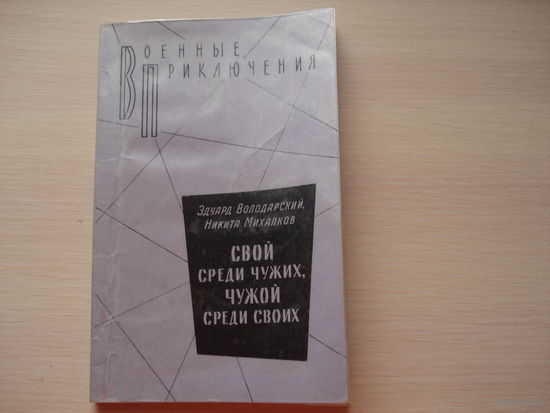 Военные
Приключения
Эдуард Володарский,
Никита Михалков
СВОЙ
СРЕДИ ЧУЖИХ,
ЧУЖОЙ
СРЕДИ СВОИХ